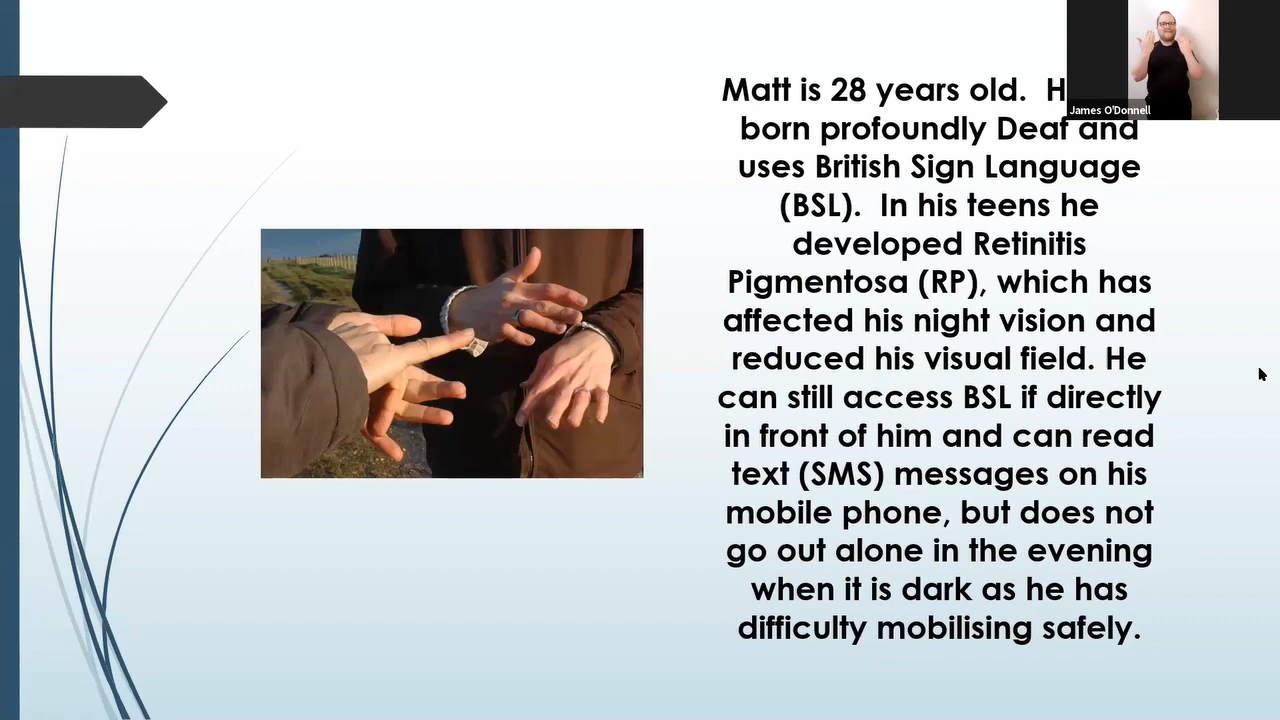 Matt is 28 years old. H
James O'Donnell
born profoundly Deaf and
uses British Sign Language
(BSL). In his teens he
developed Retinitis
Pigmentosa (RP), which has
affected his night vision and
reduced his visual field. He
can still access BSL if directly
in front of him and can read
text (SMS) messages on his
mobile phone, but does not
go out alone in the evening
when it is dark as he has
difficulty mobilising safely.